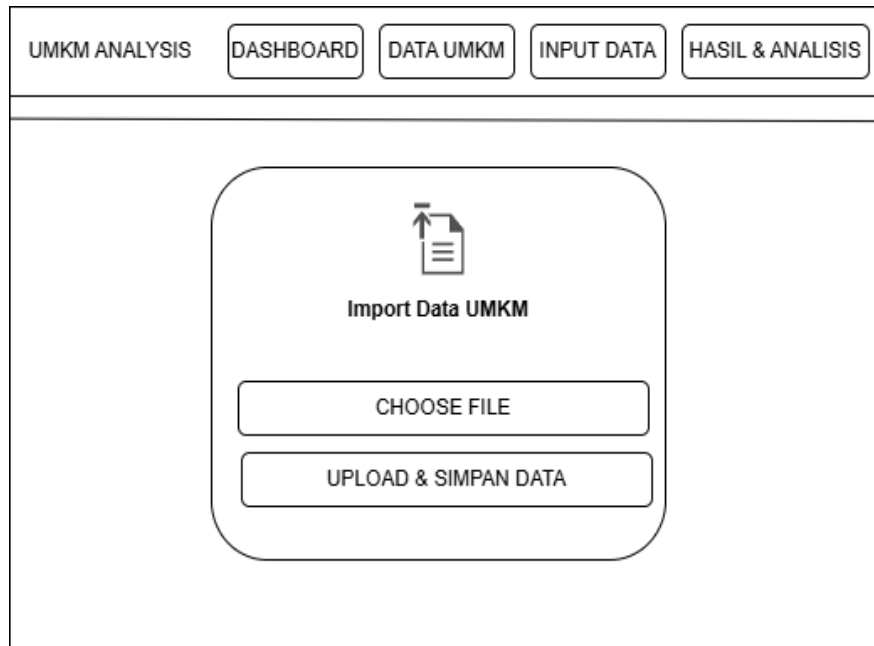 UMKM ANALYSIS
DASHBOARD
DATA UMKM
INPUT DATA
HASIL & ANALISIS
Import Data UMKM
CHOOSE FILE
UPLOAD & SIMPAN DATA